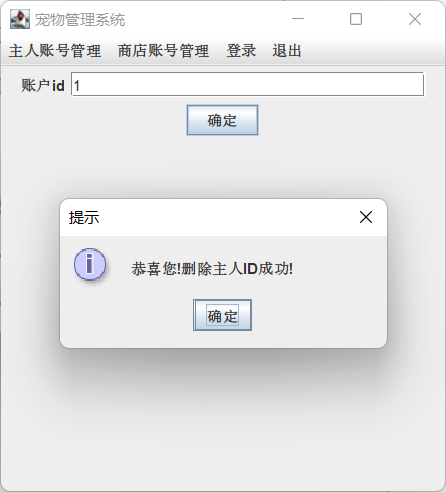 宠物管理系统
主人账号管理 商店账号管理 登录 退出
账户id 1
确定
提示
恭喜您!删除主人ID成功!
确定